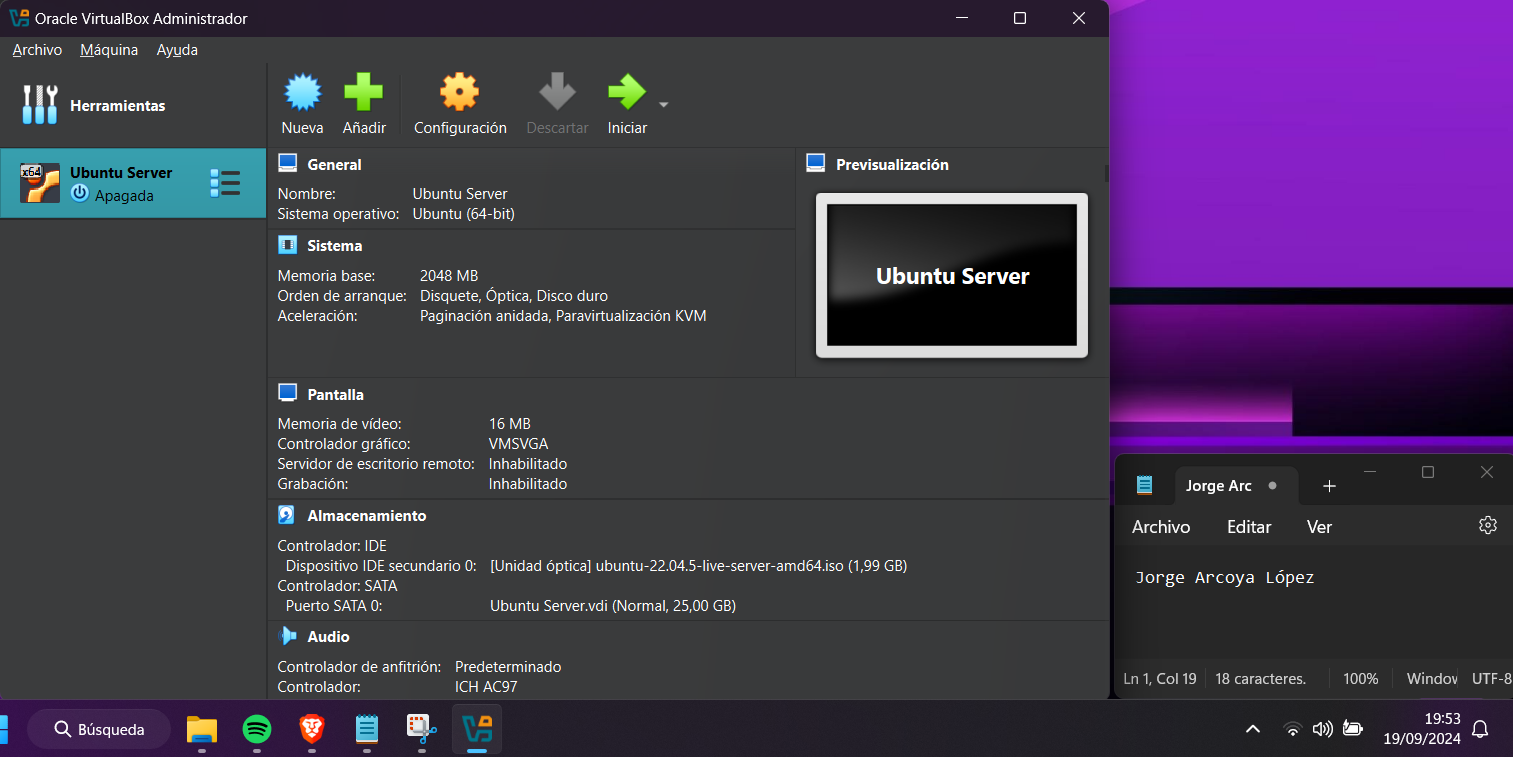 Oracle VirtualBox Administrador
Archivo Máquina Ayuda
Herramientas
Nueva Añadir Configuración Descartar Iniciar
x64
Ubuntu Server
Apagada
General
Nombre: Ubuntu Server
Sistema operativo: Ubuntu (64-bit)
Sistema
Memoria base: 2048 MB
Orden de arranque: Disquete, Óptica, Disco duro
Aceleración: Paginación anidada, Paravirtualización KVM
Previsualización
Ubuntu Server
Pantalla
Memoria de vídeo: 16 MB
Controlador gráfico: VMSVGA
Servidor de escritorio remoto: Inhabilitado
Grabación: Inhabilitado
Almacenamiento
Controlador: IDE
Dispositivo IDE secundario 0: [Unidad óptica] ubuntu-22.04.5-live-server-amd64.iso (1,99 GB)
Controlador: SATA
Puerto SATA 0: Ubuntu Server.vdi (Normal, 25,00 GB)
Audio
Controlador de anfitrión: Predeterminado
Controlador: ICH AC97
Jorge Arc
Archivo Editar Ver
Jorge Arcoya López
Ln 1, Col 19 18 caracteres. 100% Window UTF-8
Búsqueda
19:53
19/09/2024